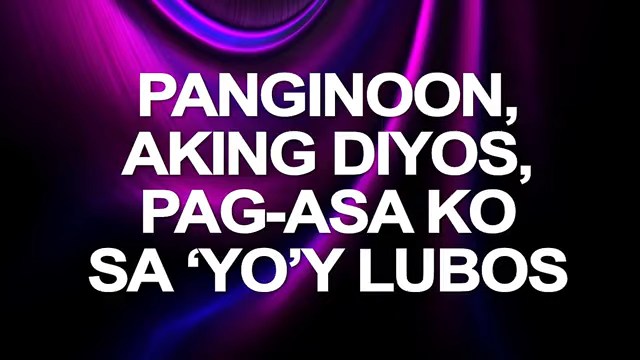 PANGINOON,
AKING DIYOS,
PAG-ASA KO
SA ‘YO’Y LUBOS